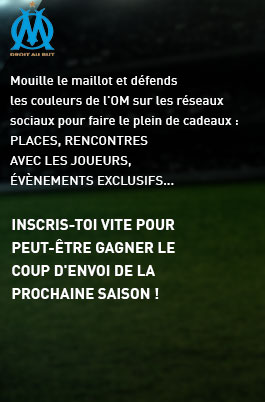 DROIT AU BUT
Mouille le maillot et défends
les couleurs de l'OM sur les réseaux
sociaux pour faire le plein de cadeaux :
PLACES, RENCONTRES
AVEC LES JOUEURS,
ÉVÈNEMENTS EXCLUSIFS...
INSCRIS-TOI VITE POUR
PEUT-ÊTRE GAGNER LE
COUP D'ENVOI DE LA
PROCHAINE SAISON !